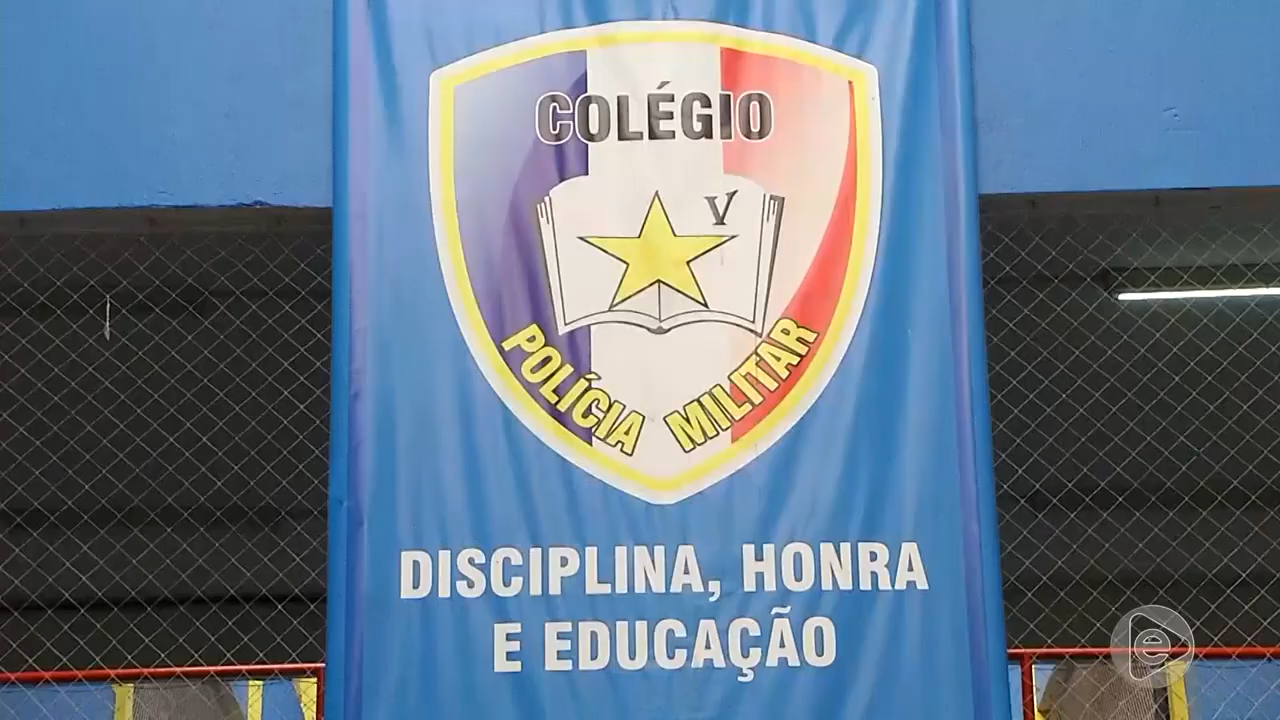 COLÉGIO
V
POLÍCIA MILITAR
DISCIPLINA, HONRA
E EDUCAÇÃO
e